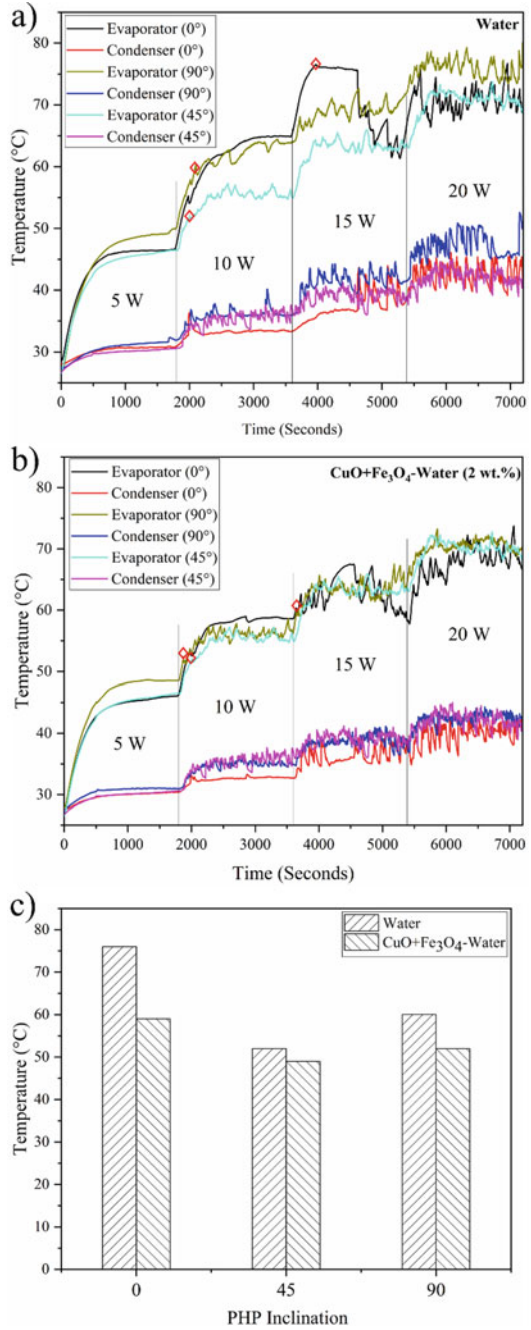 a)
Water
Evaporator (0°)
Condenser (0°)
Evaporator (90°)
Condenser (90°)
Evaporator (45°)
Condenser (45°)
80
70
60
50
40
30
Temperature (°C)
5 W
10 W
15 W
20 W
0 1000 2000 3000 4000 5000 6000 7000
Time (Seconds)
b)
CuO+Fe₃O₄-Water (2 wt.%)
Evaporator (0°)
Condenser (0°)
Evaporator (90°)
Condenser (90°)
Evaporator (45°)
Condenser (45°)
80
70
60
50
40
30
Temperature (°C)
5 W
10 W
15 W
20 W
0 1000 2000 3000 4000 5000 6000 7000
Time (Seconds)
c)
Water
CuO+Fe₃O₄-Water
80
70
60
50
40
30
20
10
0
Temperature (°C)
0 45 90
PHP Inclination